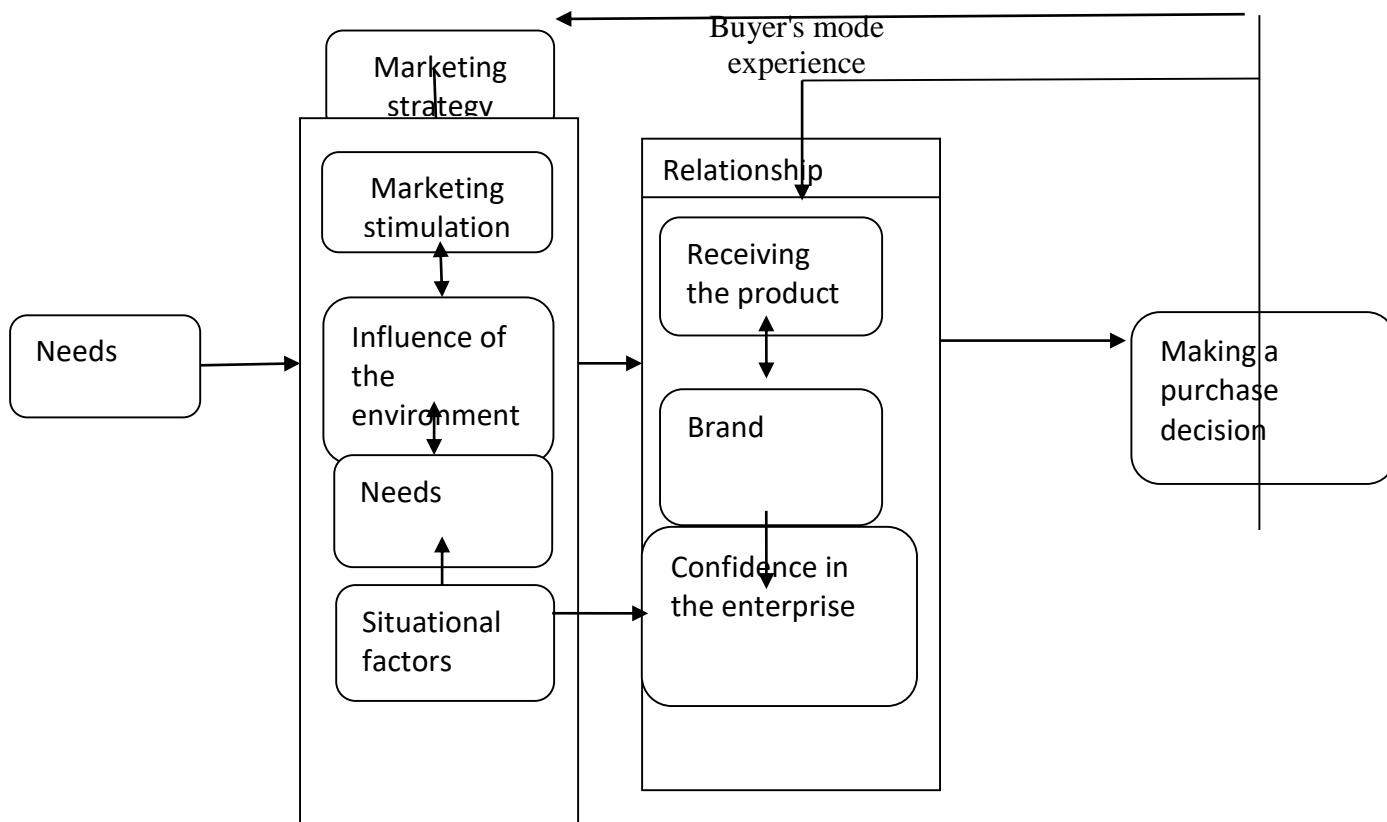 Buyer's mode
experience
Marketing
strategy
Marketing
stimulation
Influence of
the
environment
Needs
Situational
factors
Needs
Relationship
Receiving
the product
Brand
Confidence in
the enterprise
Making a
purchase
decision